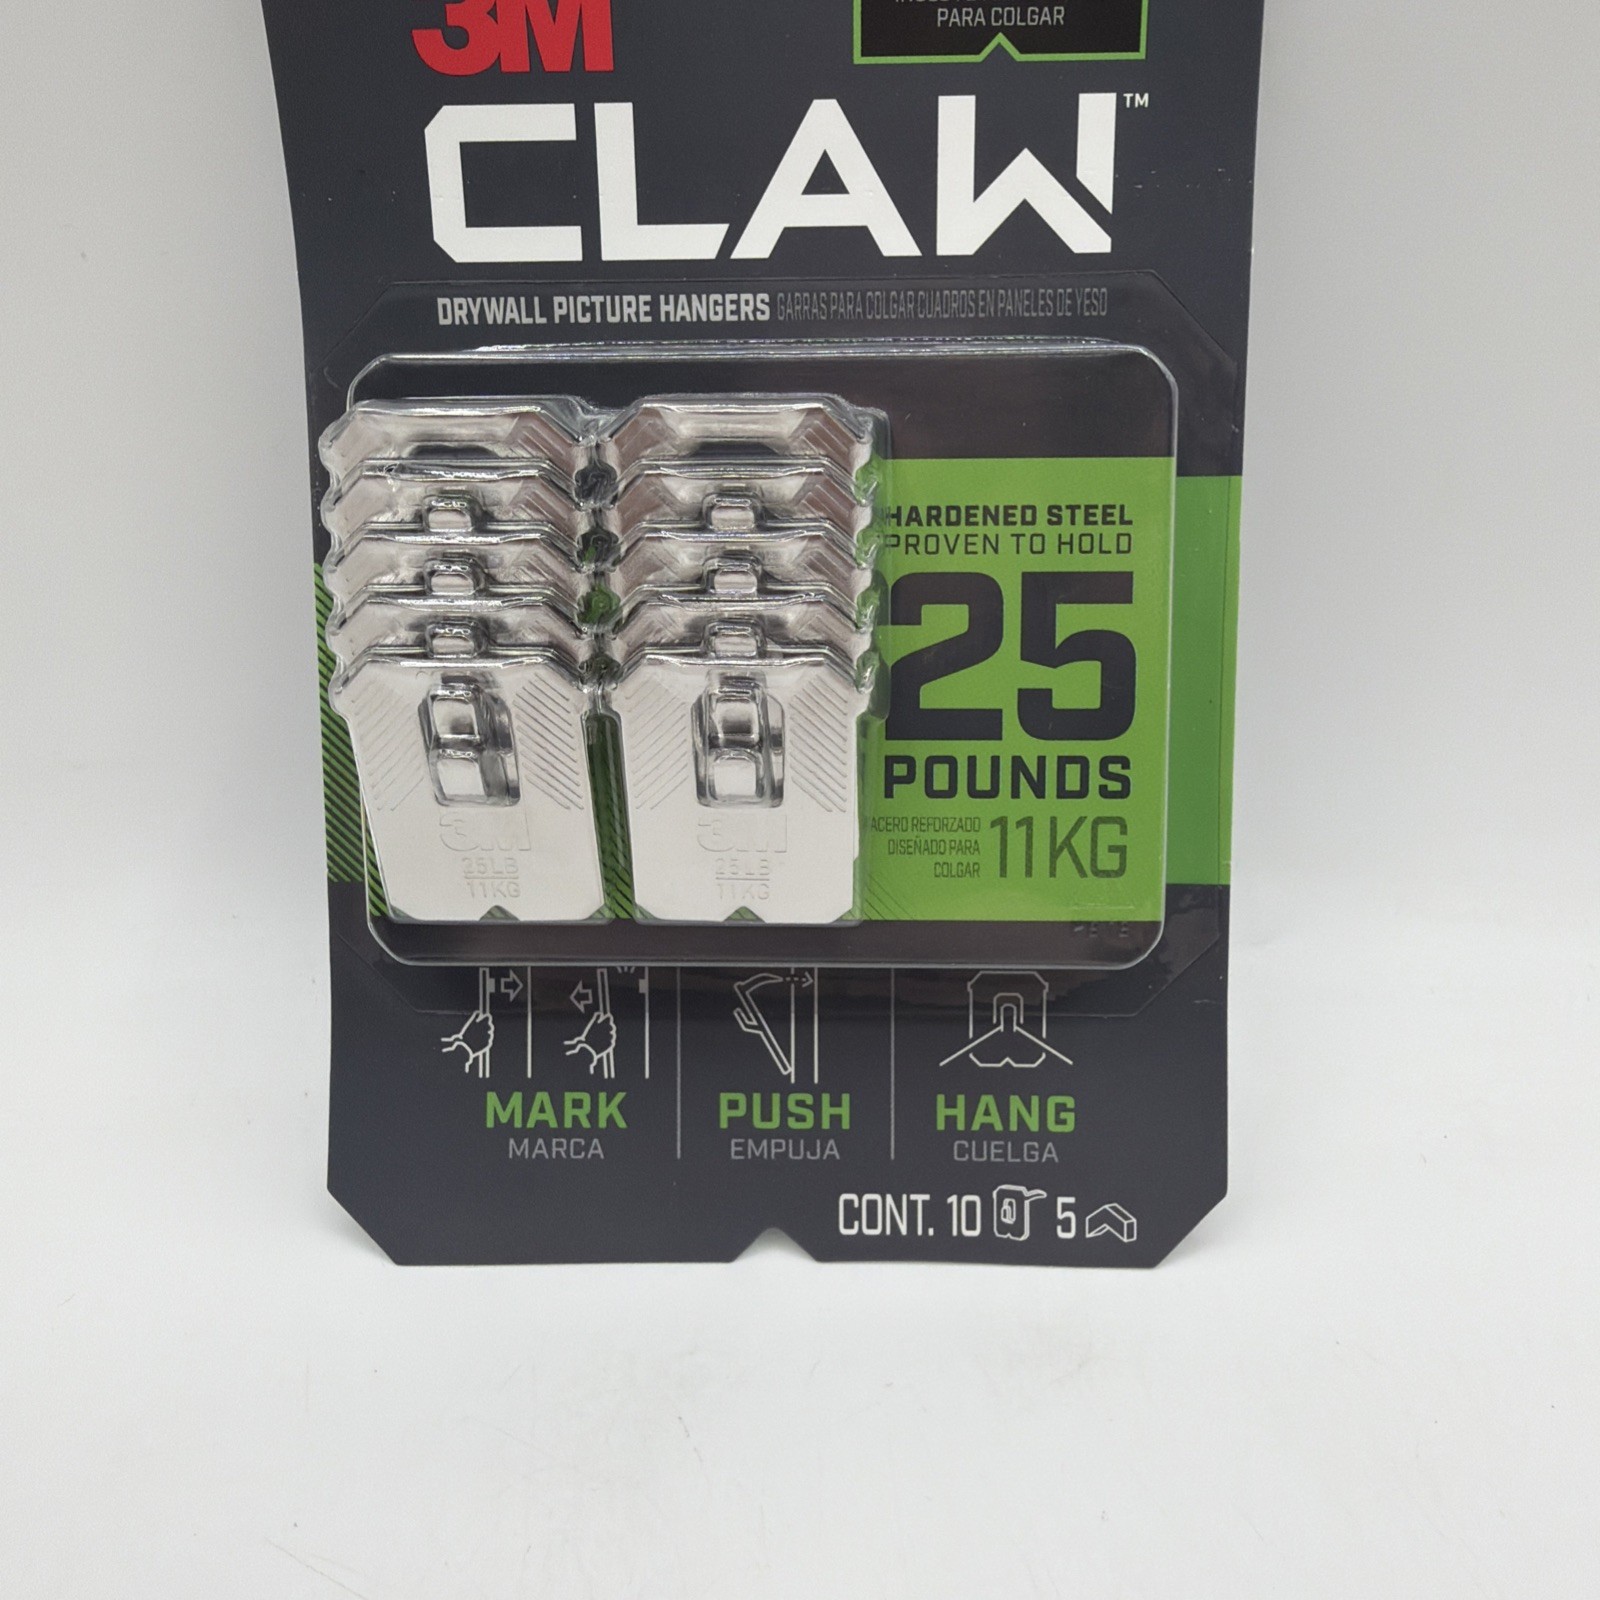 PARA COLGAR
3M
CLAW™
DRYWALL PICTURE HANGERS GARRAS PARA COLGAR CUADROS EN PANELES DE YESO
HARDENED STEEL
PROVEN TO HOLD
25
POUNDS
ACERO REFORZADO
DISEÑADO PARA
COLGAR
11KG
3M
25LB
11KG
3M
25LB
11KG
MARK
MARCA
PUSH
EMPUJA
HANG
CUELGA
CONT. 10 5